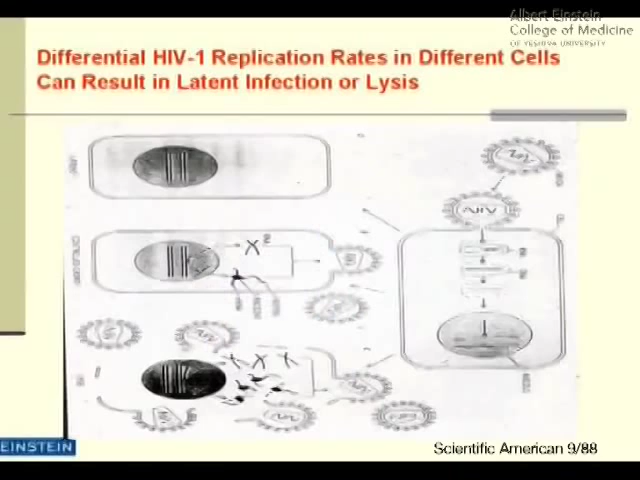 Albert Einstein
College of Medicine
OF YESHIVA UNIVERSITY
Differential HIV-1 Replication Rates in Different Cells
Can Result in Latent Infection or Lysis
EINSTEIN
Scientific American 9/88